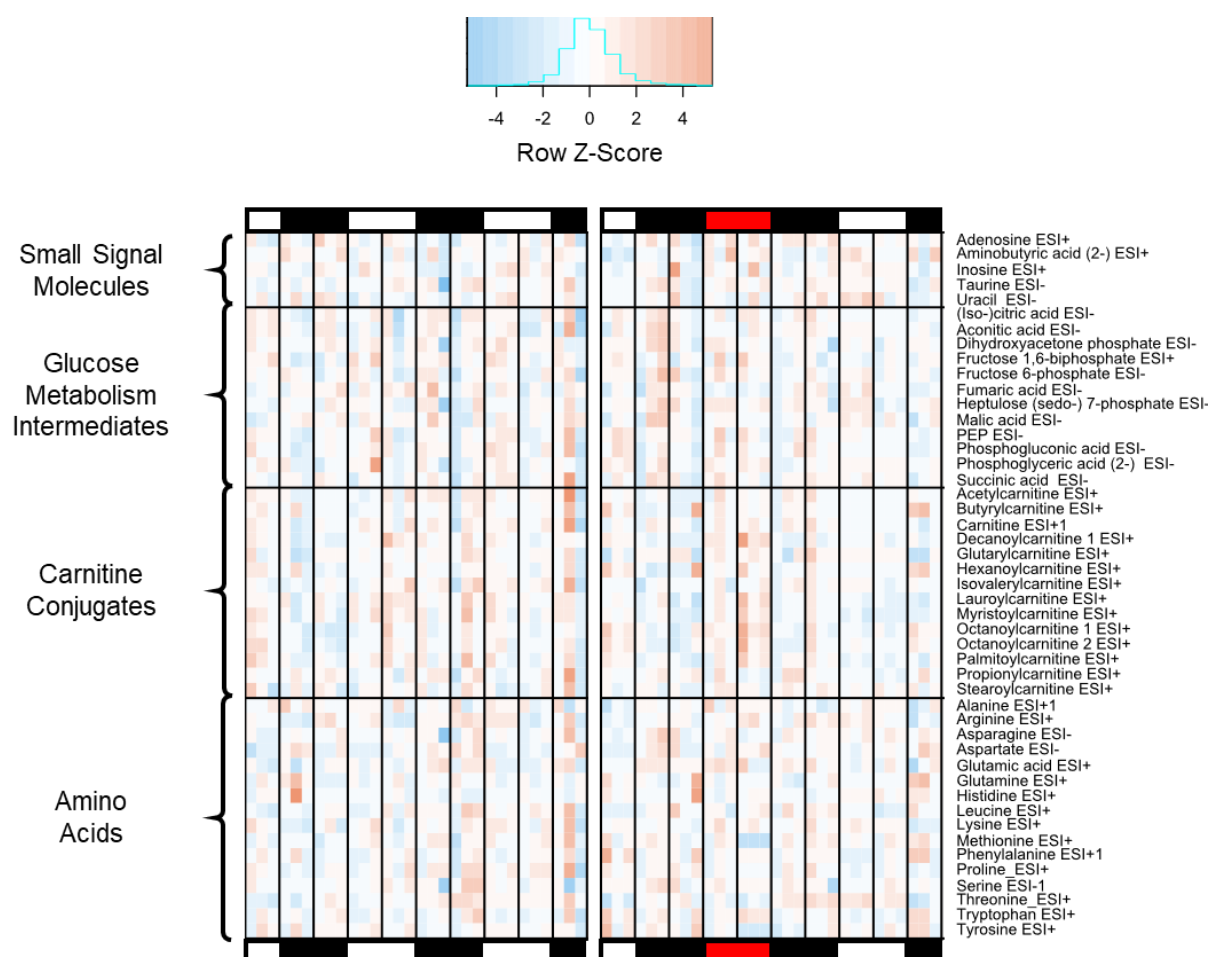 -4 -2 0 2 4
Row Z-Score
Small Signal
Molecules
Glucose
Metabolism
Intermediates
Carnitine
Conjugates
Amino
Acids
Adenosine ESI+
Aminobutyric acid (2-) ESI+
Inosine ESI+
Taurine ESI-
Uracil  ESI-
(Iso-)citric acid ESI-
Aconitic acid ESI-
Dihydroxyacetone phosphate ESI-
Fructose 1,6-biphosphate ESI+
Fructose 6-phosphate ESI-
Fumaric acid ESI-
Heptulose (sedo-) 7-phosphate ESI-
Malic acid ESI-
PEP ESI-
Phosphogluconic acid ESI-
Phosphoglyceric acid (2-)  ESI-
Succinic acid  ESI-
Acetylcarnitine ESI+
Butyrylcarnitine ESI+
Carnitine ESI+1
Decanoylcarnitine 1 ESI+
Glutarylcarnitine ESI+
Hexanoylcarnitine ESI+
Isovalerylcarnitine ESI+
Lauroylcarnitine ESI+
Myristoylcarnitine ESI+
Octanoylcarnitine 1 ESI+
Octanoylcarnitine 2 ESI+
Palmitoylcarnitine ESI+
Propionylcarnitine ESI+
Stearoylcarnitine ESI+
Alanine ESI+1
Arginine ESI+
Asparagine ESI-
Aspartate ESI-
Glutamic acid ESI+
Glutamine ESI+
Histidine ESI+
Leucine ESI+
Lysine ESI+
Methionine ESI+
Phenylalanine ESI+1
Proline_ESI+
Serine ESI-1
Threonine_ESI+
Tryptophan ESI+
Tyrosine ESI+